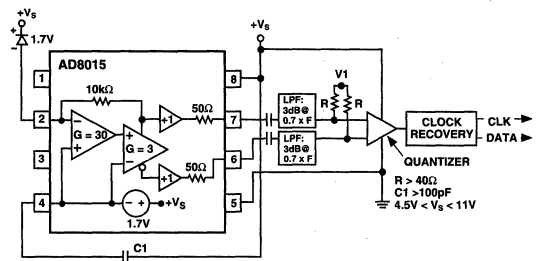 +VS
+VS
+
1.7V
−
AD8015
1
8
10kΩ
50Ω
LPF:
3dB@
0.7 x F
V1
R
R
2
−
+
+1
7
G = 30
G = 3
CLOCK
RECOVERY
CLK
DATA
+
−
50Ω
LPF:
3dB@
0.7 x F
3
+1
6
QUANTIZER
R > 40Ω
C1 >100pF
4.5V < VS < 11V
4
− +
+VS
5
1.7V
C1